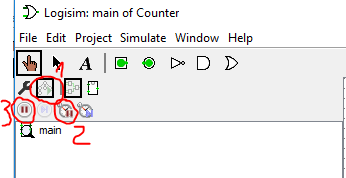 Logisim: main of Counter
File Edit Project Simulate Window Help
A
1
3
2
main